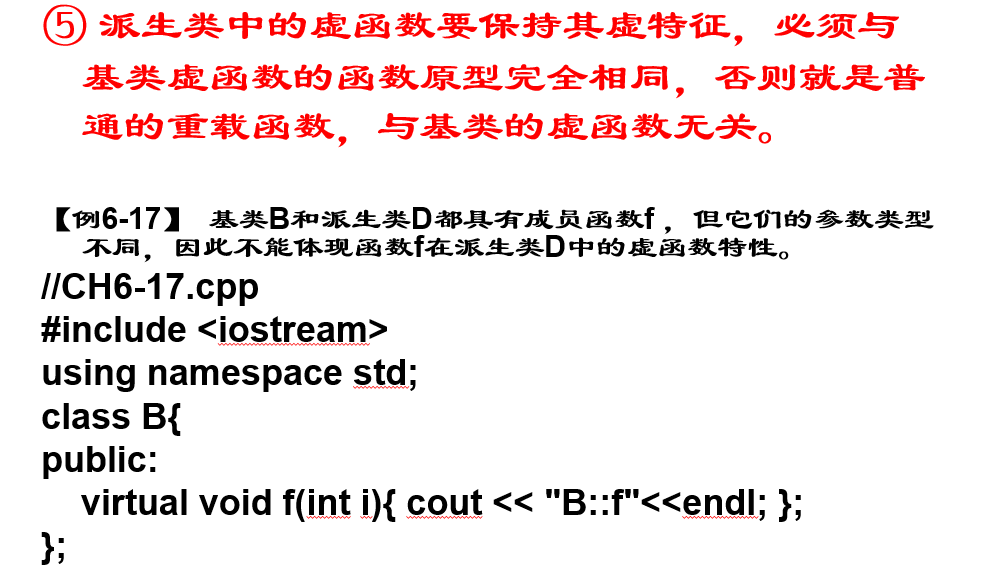 ⑤ 派生类中的虚函数要保持其虚特征，必须与
基类虚函数的函数原型完全相同，否则就是普
通的重载函数，与基类的虚函数无关。
【例6-17】 基类B和派生类D都具有成员函数f ，但它们的参数类型
不同，因此不能体现函数f在派生类D中的虚函数特性。
//CH6-17.cpp
#include <iostream>
using namespace std;
class B{
public:
virtual void f(int i){ cout << "B::f"<<endl; };
};